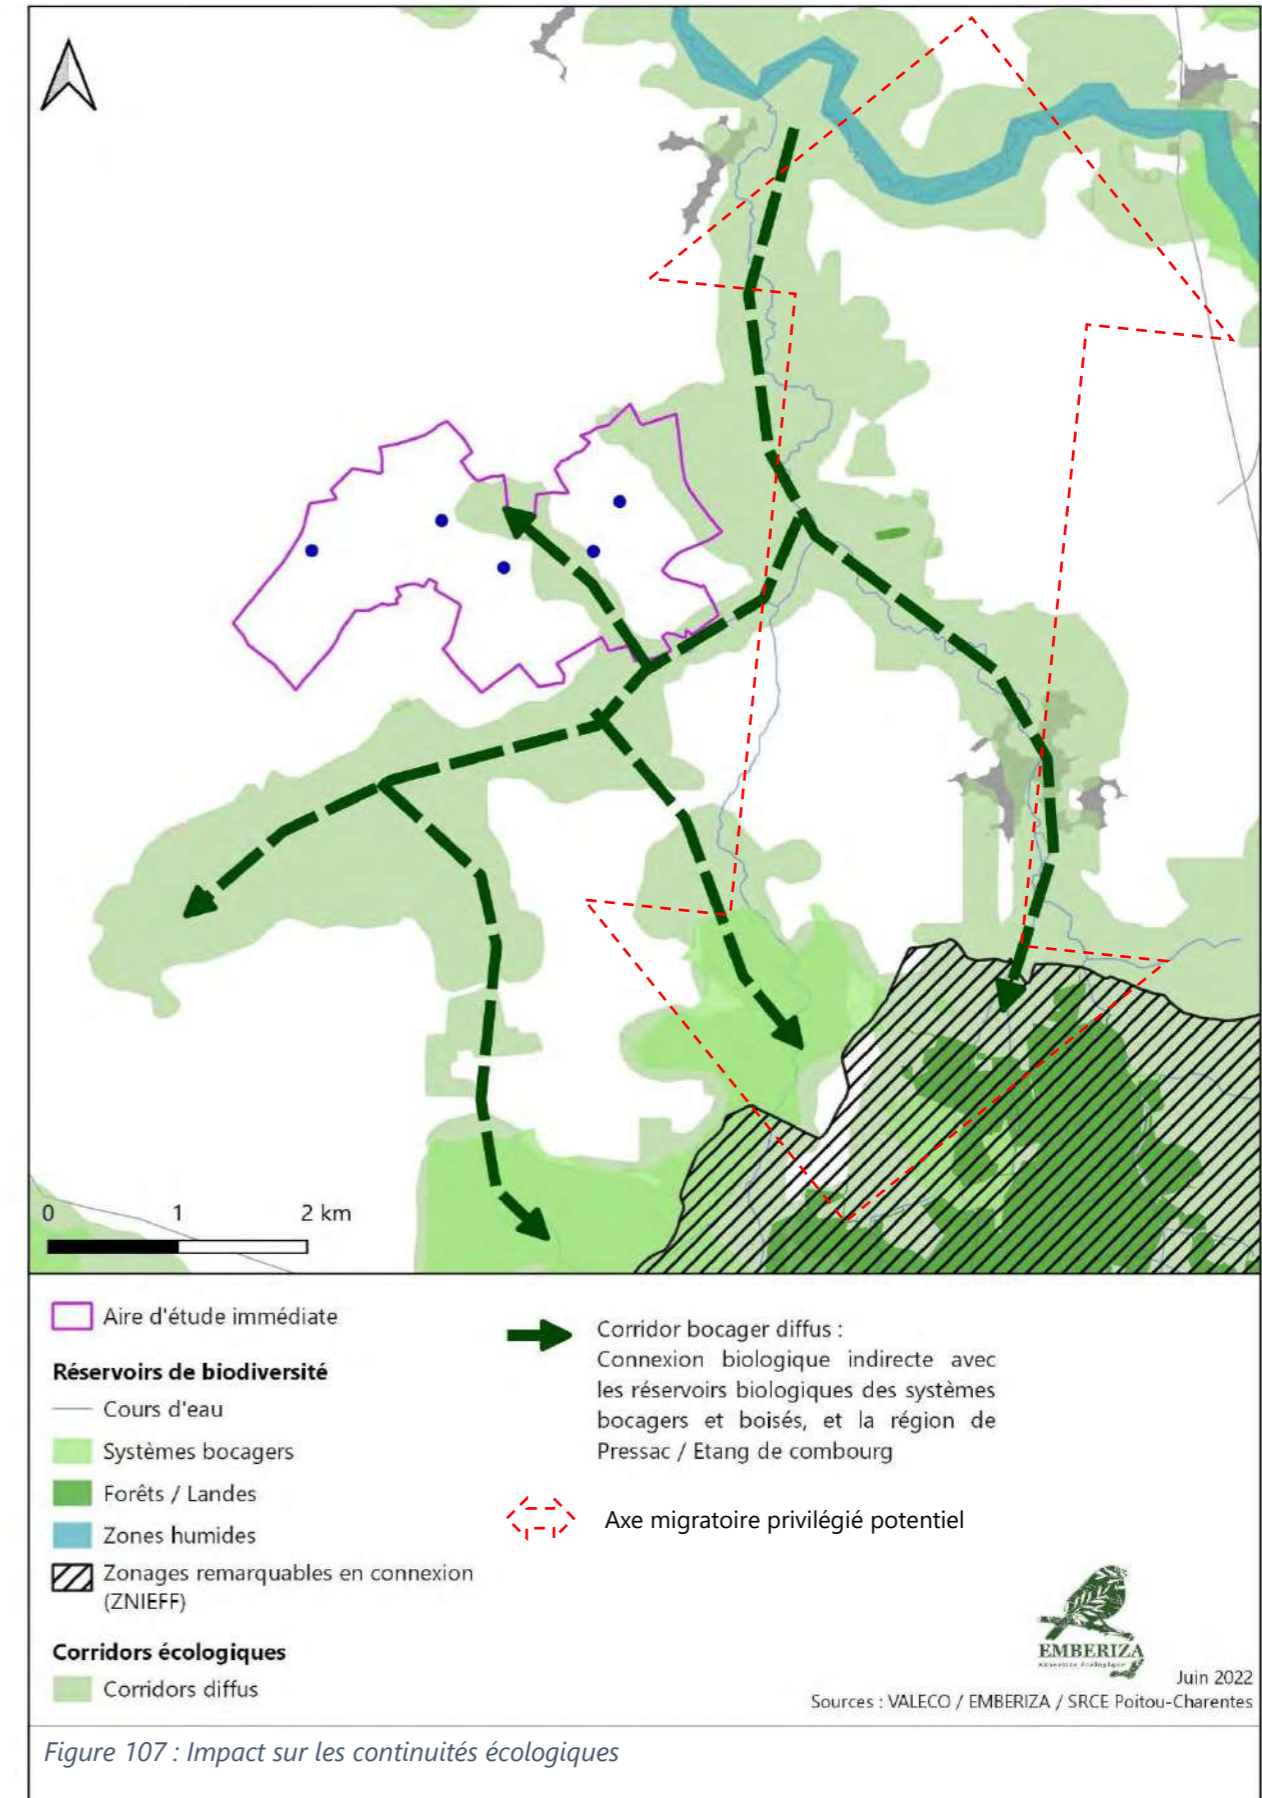 0 1 2 km
Aire d'étude immédiate
Réservoirs de biodiversité
Cours d'eau
Systèmes bocagers
Forêts / Landes
Zones humides
Zonages remarquables en connexion
(ZNIEFF)
Corridors écologiques
Corridors diffus
Corridor bocager diffus :
Connexion biologique indirecte avec
les réservoirs biologiques des systèmes
bocagers et boisés, et la région de
Pressac / Etang de combourg
Axe migratoire privilégié potentiel
EMBERIZA
Juin 2022
Sources : VALECO / EMBERIZA / SRCE Poitou-Charentes
Figure 107 : Impact sur les continuités écologiques